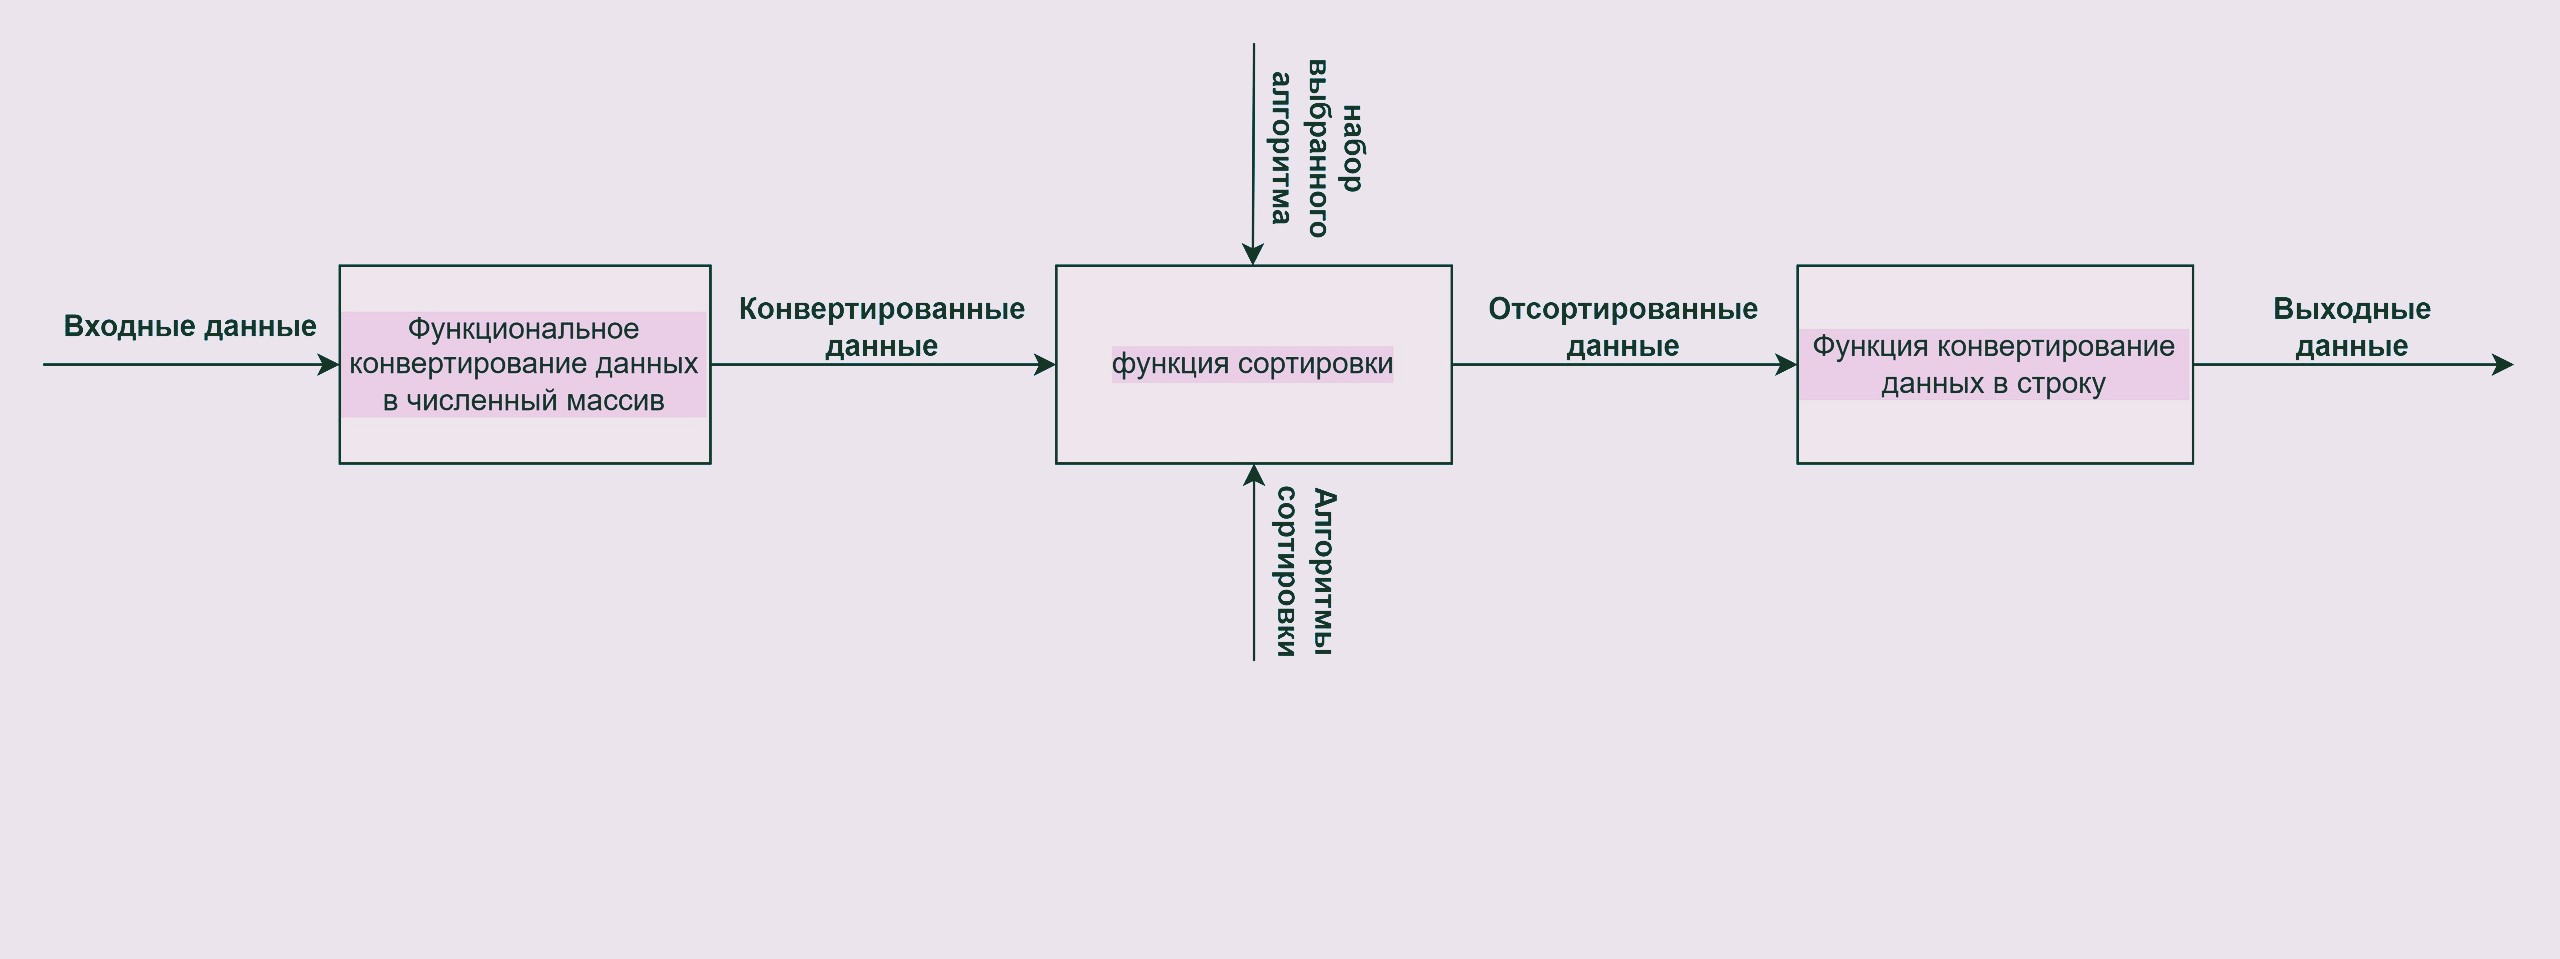 набор
выбранного
алгоритма
Входные данные
Функциональное
конвертирование данных
в численный массив
Конвертированные
данные
функция сортировки
Отсортированные
данные
Функция конвертирование
данных в строку
Выходные
данные
Алгоритмы
сортировки